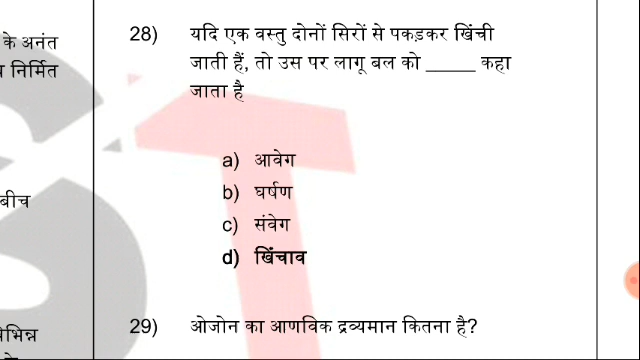 के अनंत
निर्मित
बीच
28) यदि एक वस्तु दोनों सिरों से पकड़कर खिंची
जाती हैं, तो उस पर लागू बल को _____ कहा
जाता है
a) आवेग
b) घर्षण
c) संवेग
d) खिंचाव
29) ओजोन का आणविक द्रव्यमान कितना है?